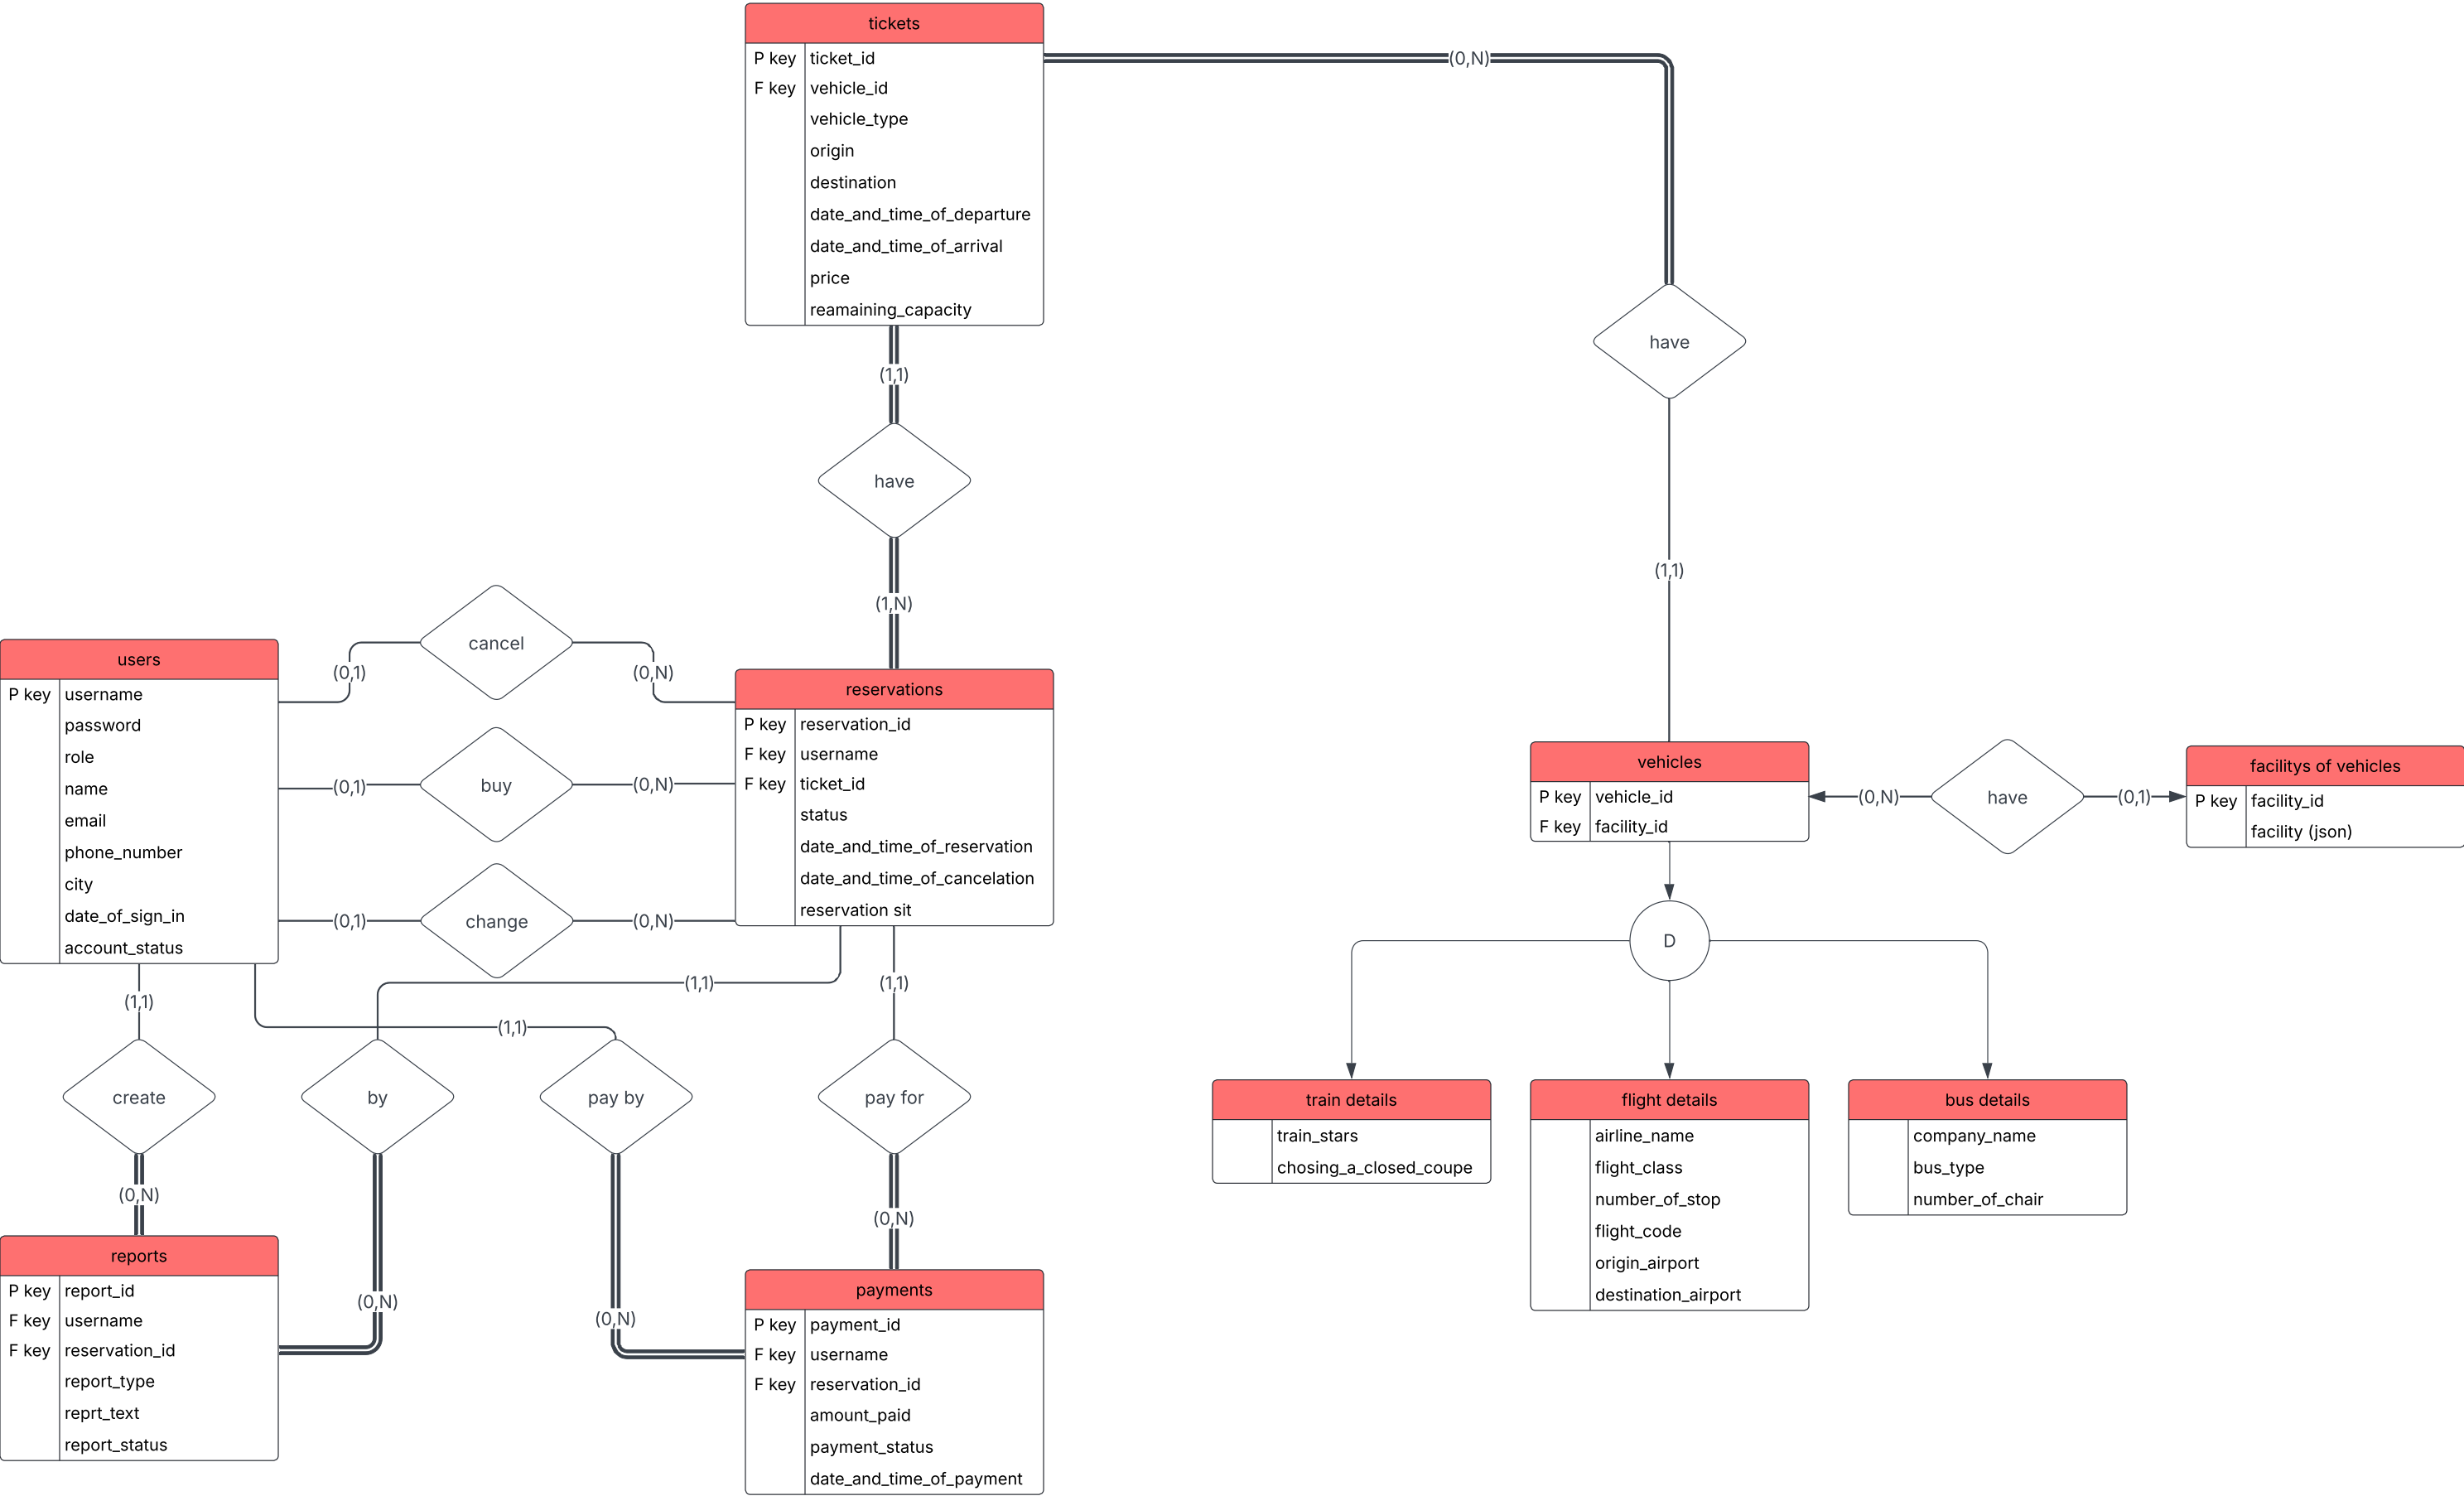 tickets
P key ticket_id
F key vehicle_id
vehicle_type
origin
destination
date_and_time_of_departure
date_and_time_of_arrival
price
reamaining_capacity
(0,N)
have
(1,1)
(1,1)
have
(1,N)
users
P key username
password
role
name
email
phone_number
city
date_of_sign_in
account_status
(0,1)
cancel
(0,N)
(0,1)
buy
(0,N)
(0,1)
change
(0,N)
reservations
P key reservation_id
F key username
F key ticket_id
status
date_and_time_of_reservation
date_and_time_of_cancelation
reservation sit
vehicles
P key vehicle_id
F key facility_id
(0,N)
have
(0,1)
facilitys of vehicles
P key facility_id
facility (json)
D
(1,1)
(1,1)
(1,1)
(1,1)
create
by
pay by
pay for
(0,N)
(0,N)
(0,N)
(0,N)
train details
train_stars
chosing_a_closed_coupe
flight details
airline_name
flight_class
number_of_stop
flight_code
origin_airport
destination_airport
bus details
company_name
bus_type
number_of_chair
reports
P key report_id
F key username
F key reservation_id
report_type
reprt_text
report_status
payments
P key payment_id
F key username
F key reservation_id
amount_paid
payment_status
date_and_time_of_payment